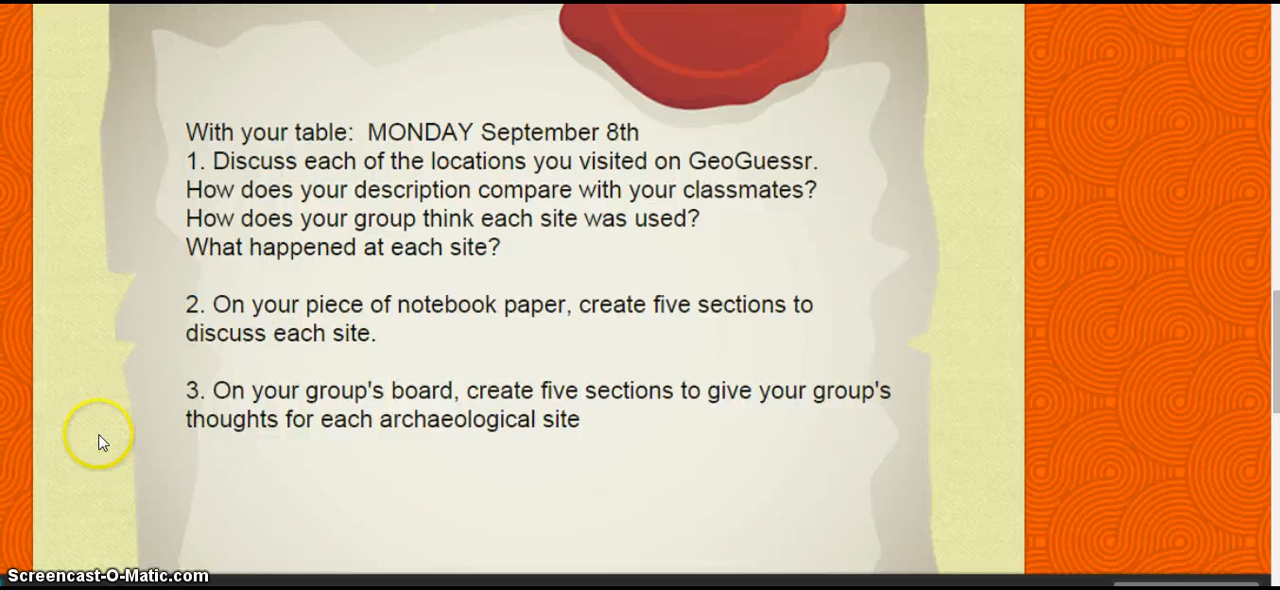 With your table:  MONDAY September 8th
1. Discuss each of the locations you visited on GeoGuessr.
How does your description compare with your classmates?
How does your group think each site was used?
What happened at each site?
2. On your piece of notebook paper, create five sections to
discuss each site.
3. On your group's board, create five sections to give your group's
thoughts for each archaeological site
Screencast-O-Matic.com